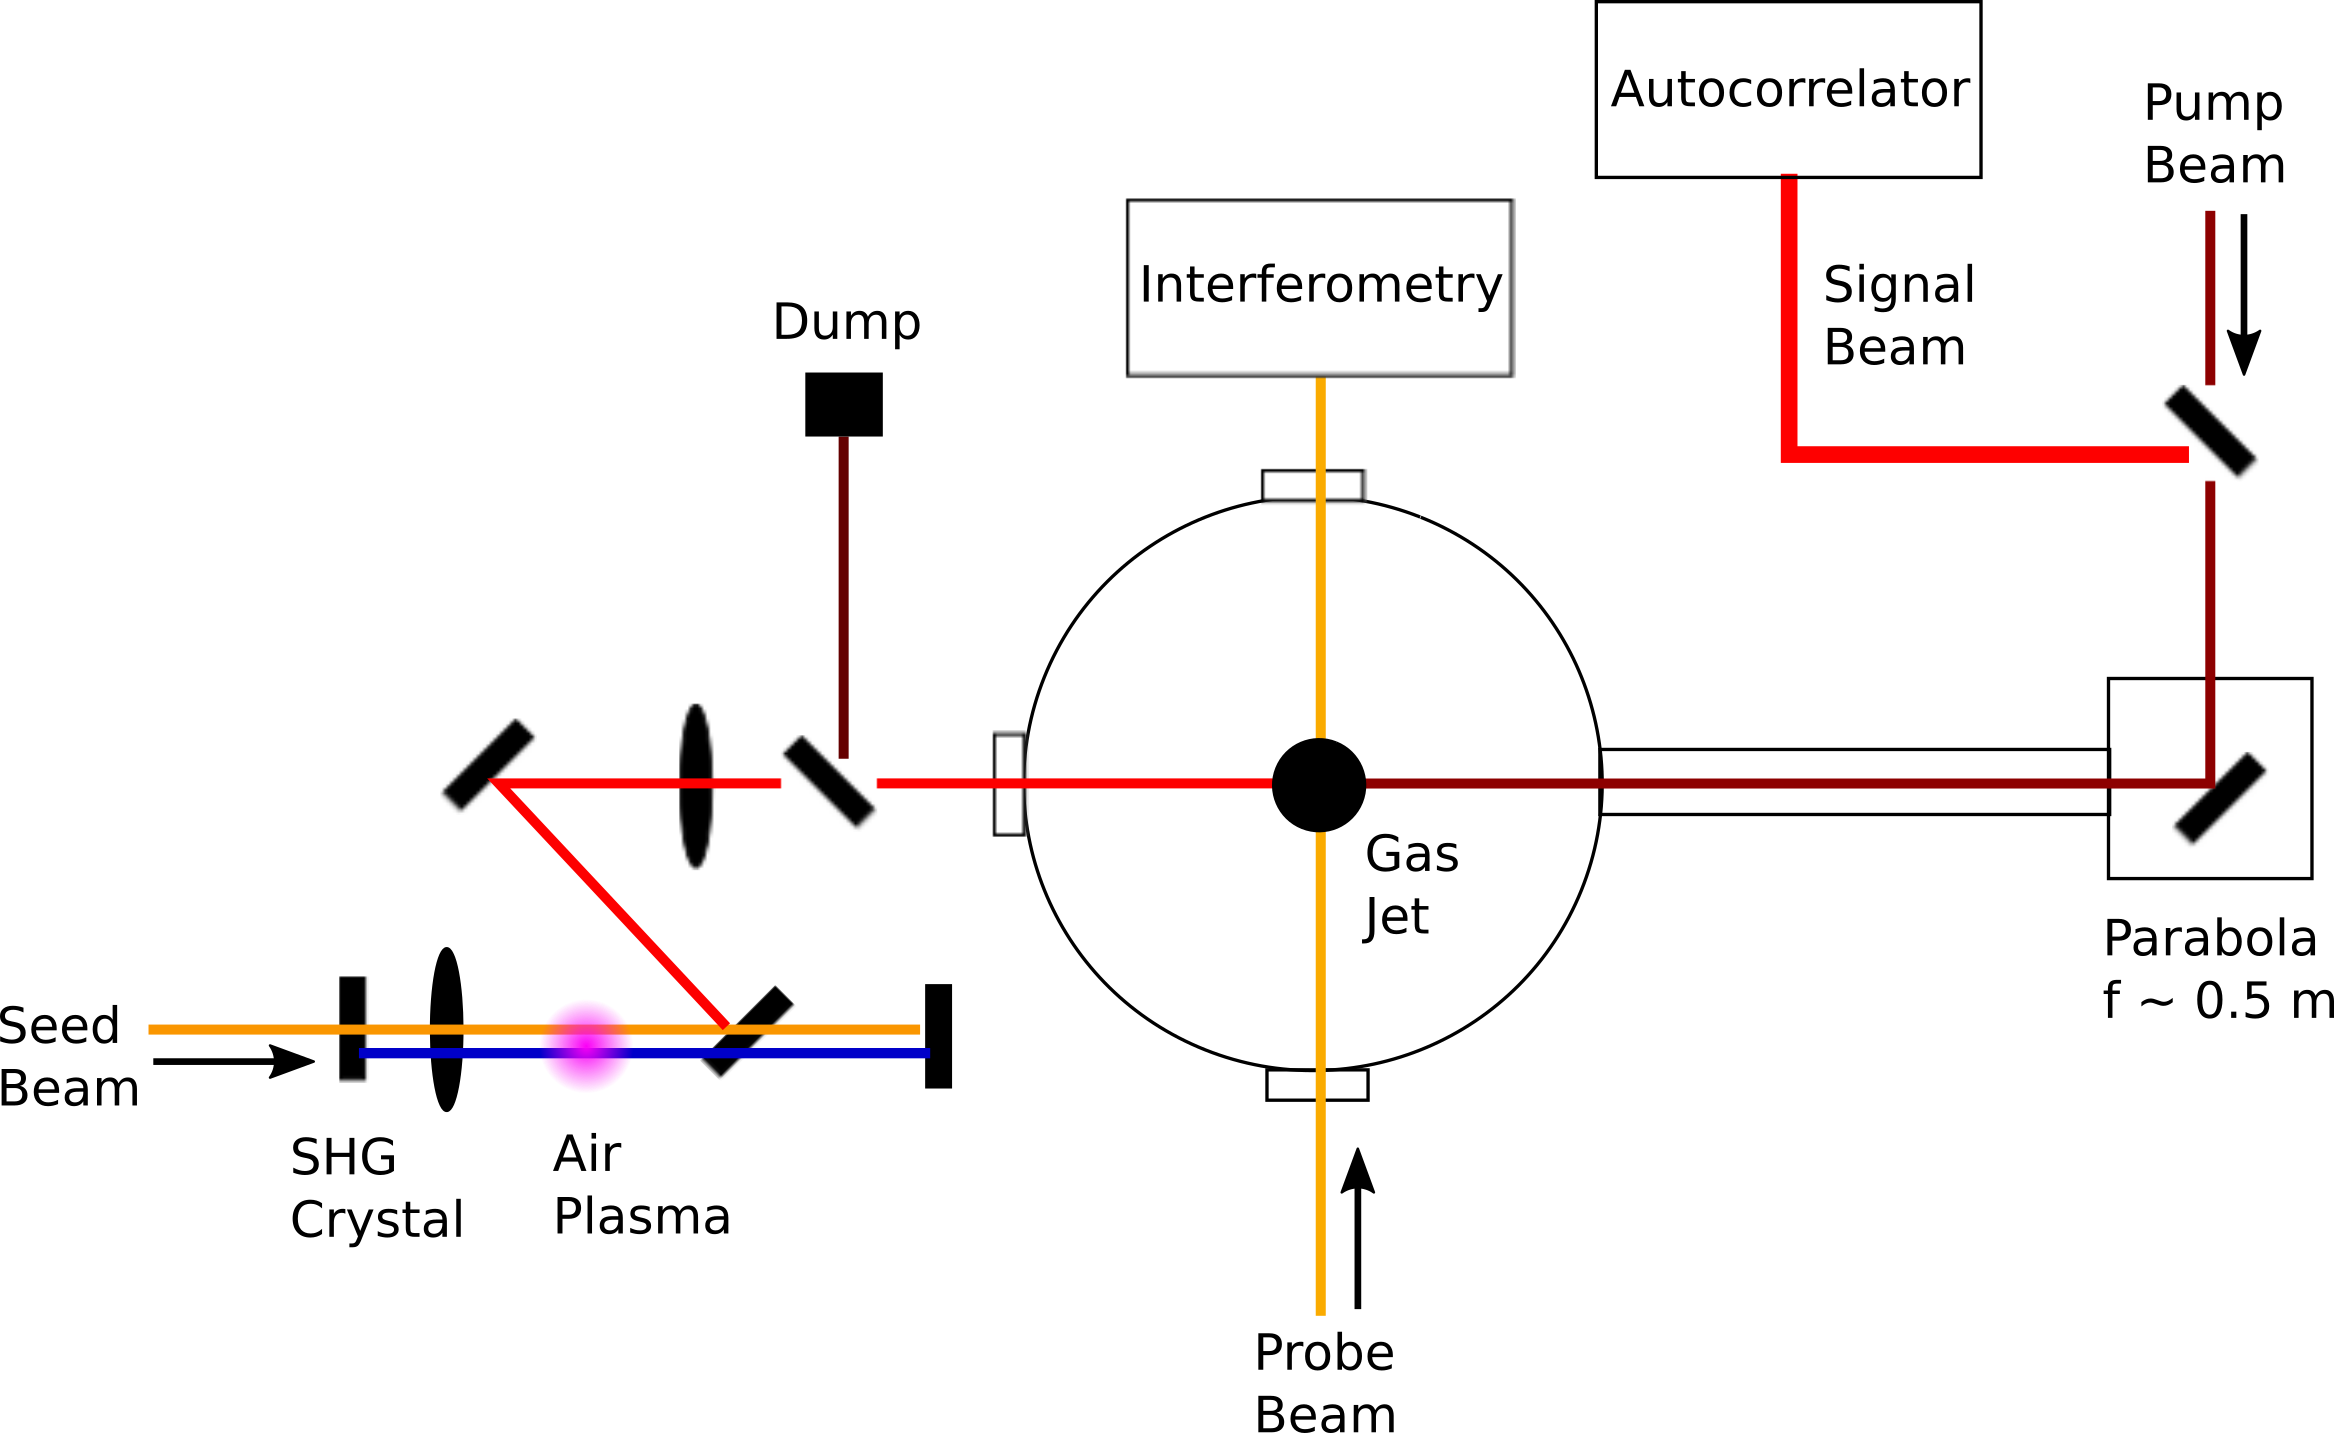 Autocorrelator
Pump
Beam
Interferometry
Signal
Beam
Dump
Gas
Jet
Parabola
f ~ 0.5 m
Seed
Beam
SHG
Crystal
Air
Plasma
Probe
Beam